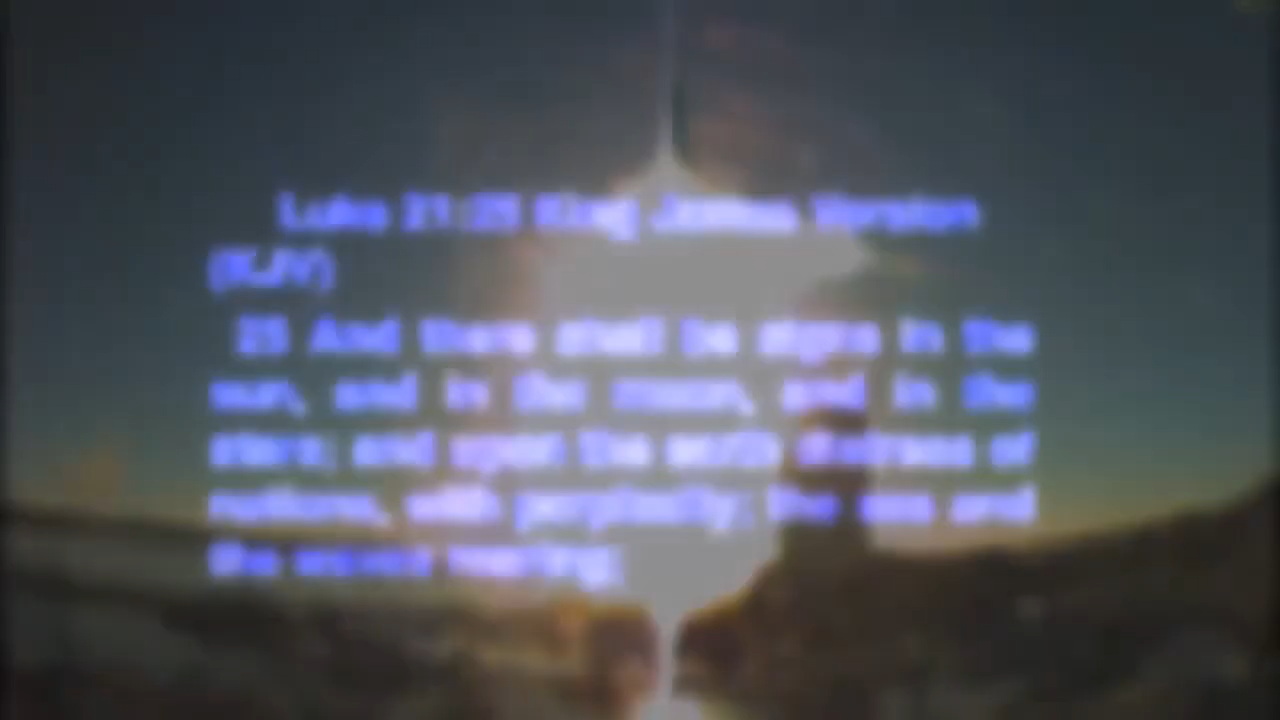 Luke 21:25 King James Version
(KJV)
25 And there shall be signs in the
sun, and in the moon, and in the
stars; and upon the earth distress of
nations, with perplexity; the sea and
the waves roaring;